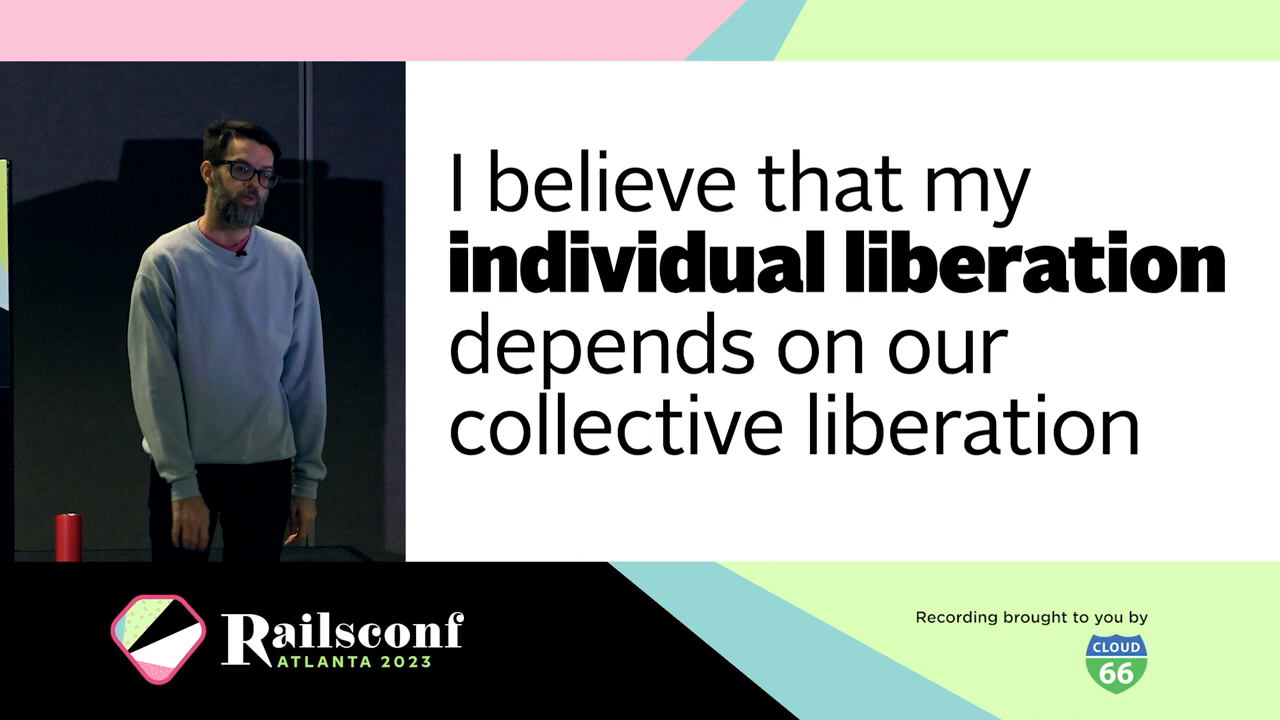 I believe that my
individual liberation
depends on our
collective liberation
Railsconf
ATLANTA 2023
Recording brought to you by
CLOUD
66